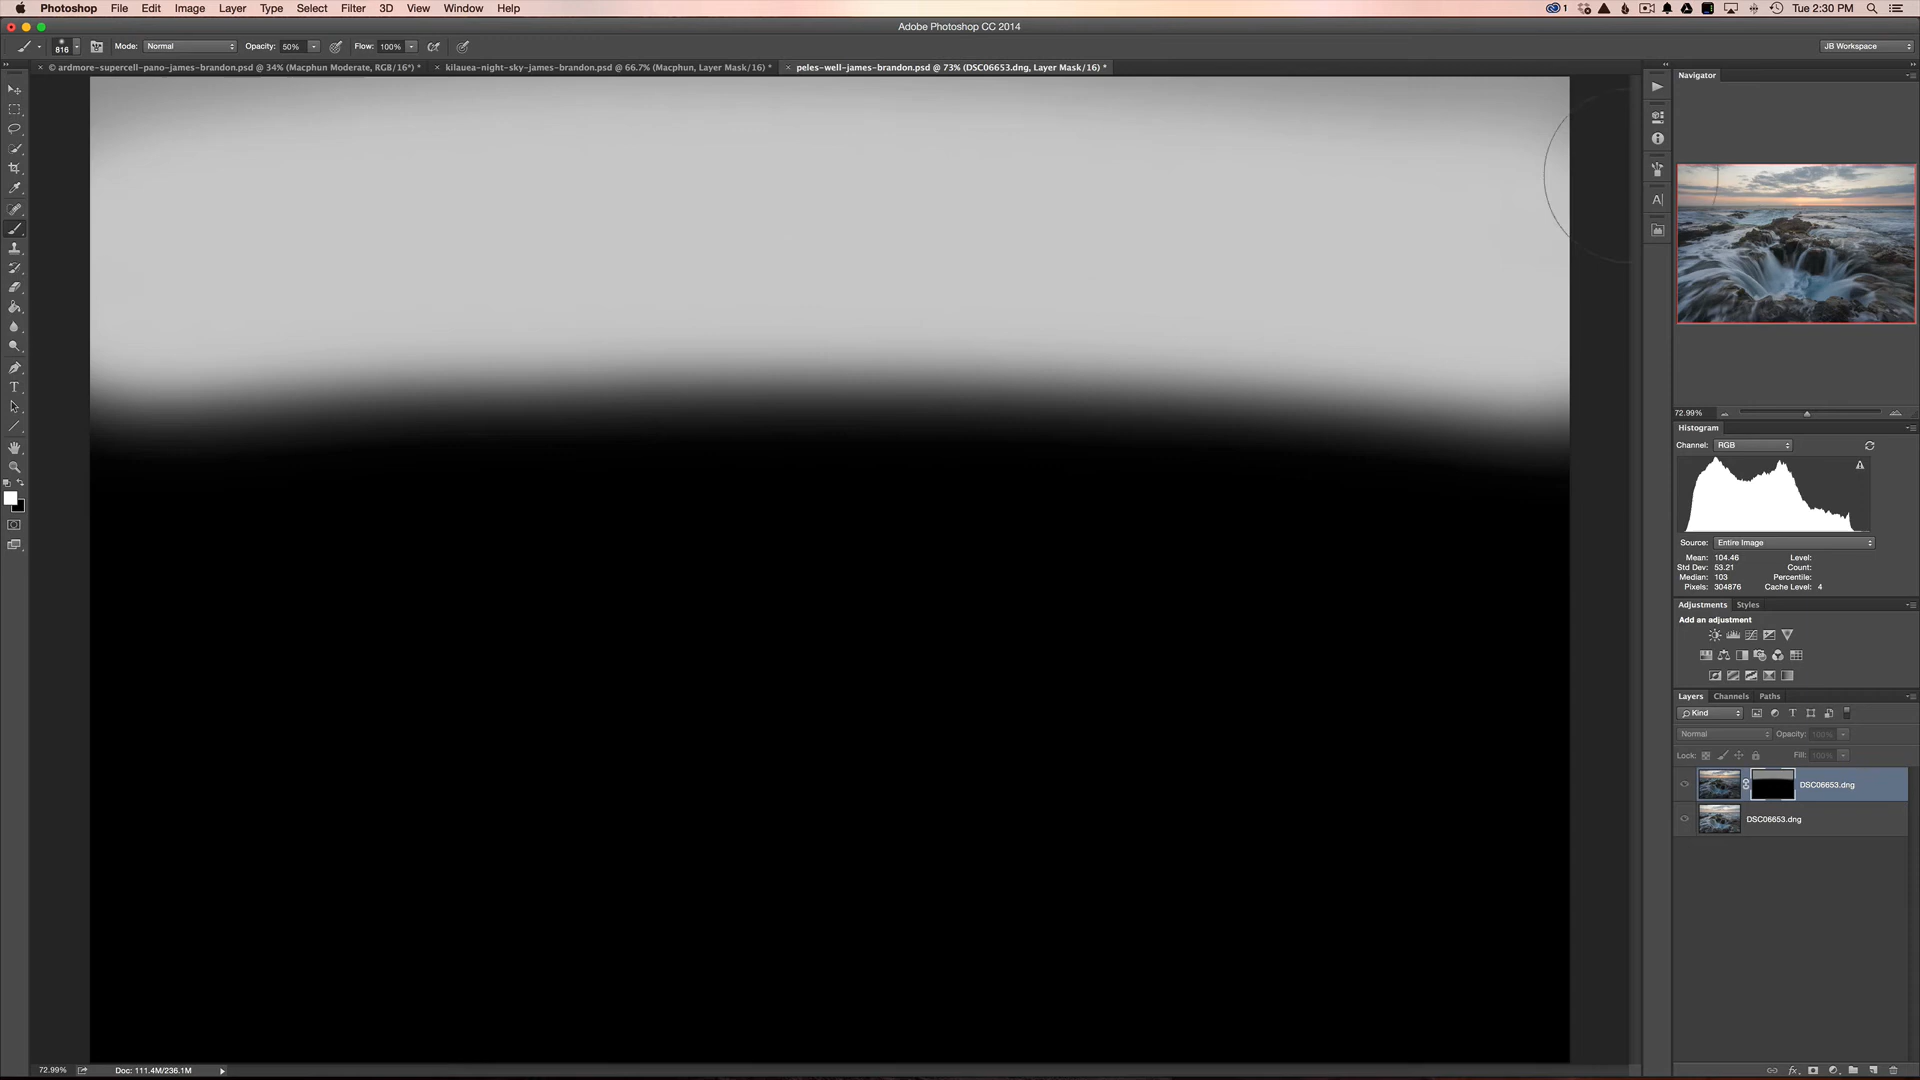 Photoshop File Edit Image Layer Type Select Filter 3D View Window Help
1 Tue 2:30 PM
Adobe Photoshop CC 2014
816 Mode: Normal Opacity: 50% Flow: 100% JB Workspace
× © ardmore-supercell-pano-james-brandon.psd @ 34% (Macphun Moderate, RGB/16*) * × kilauea-night-sky-james-brandon.psd @ 66.7% (Macphun, Layer Mask/16) * × peles-well-james-brandon.psd @ 73% (DSC06653.dng, Layer Mask/16) *
Navigator
72.99%
Histogram
Channel: RGB
Source: Entire Image
Mean: 104.46 Level:
Std Dev: 53.21 Count:
Median: 103 Percentile:
Pixels: 304876 Cache Level: 4
Adjustments Styles
Add an adjustment
Layers Channels Paths
Kind
Normal Opacity: 100%
Lock: Fill: 100%
DSC06653.dng
DSC06653.dng
fx
72.99% Doc: 111.4M/236.1M